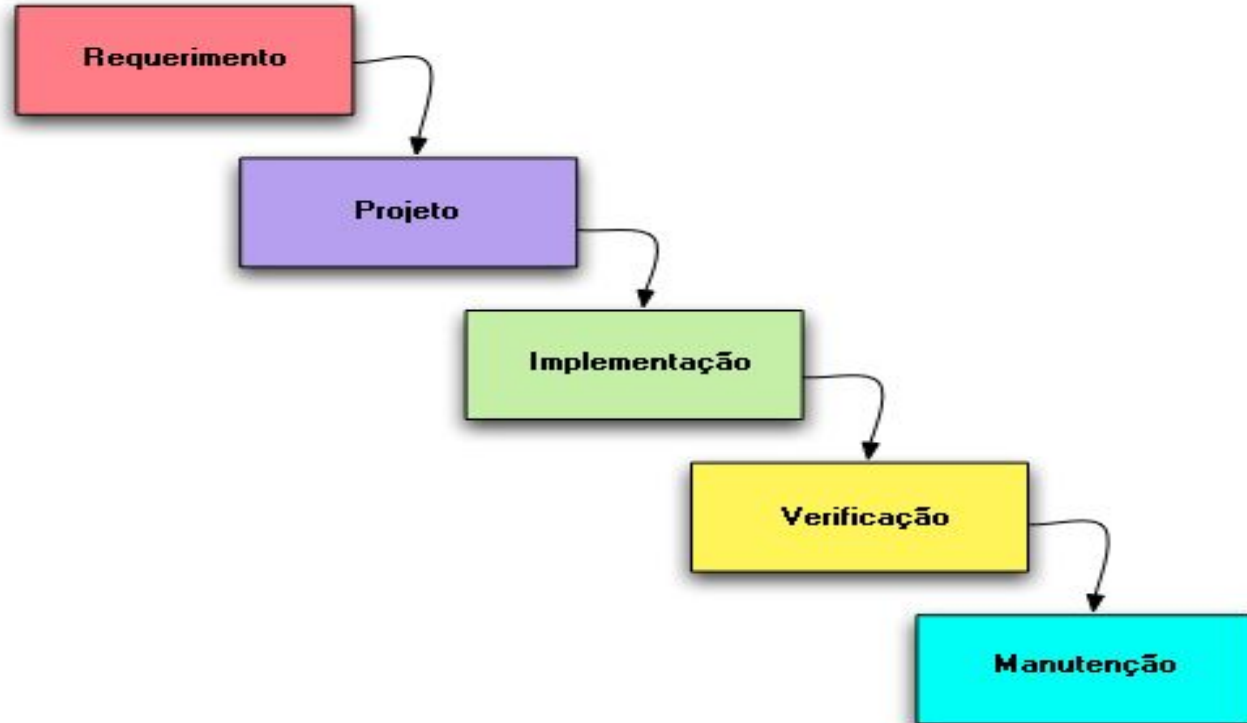 Requerimento
Projeto
Implementação
Verificação
Manutenção